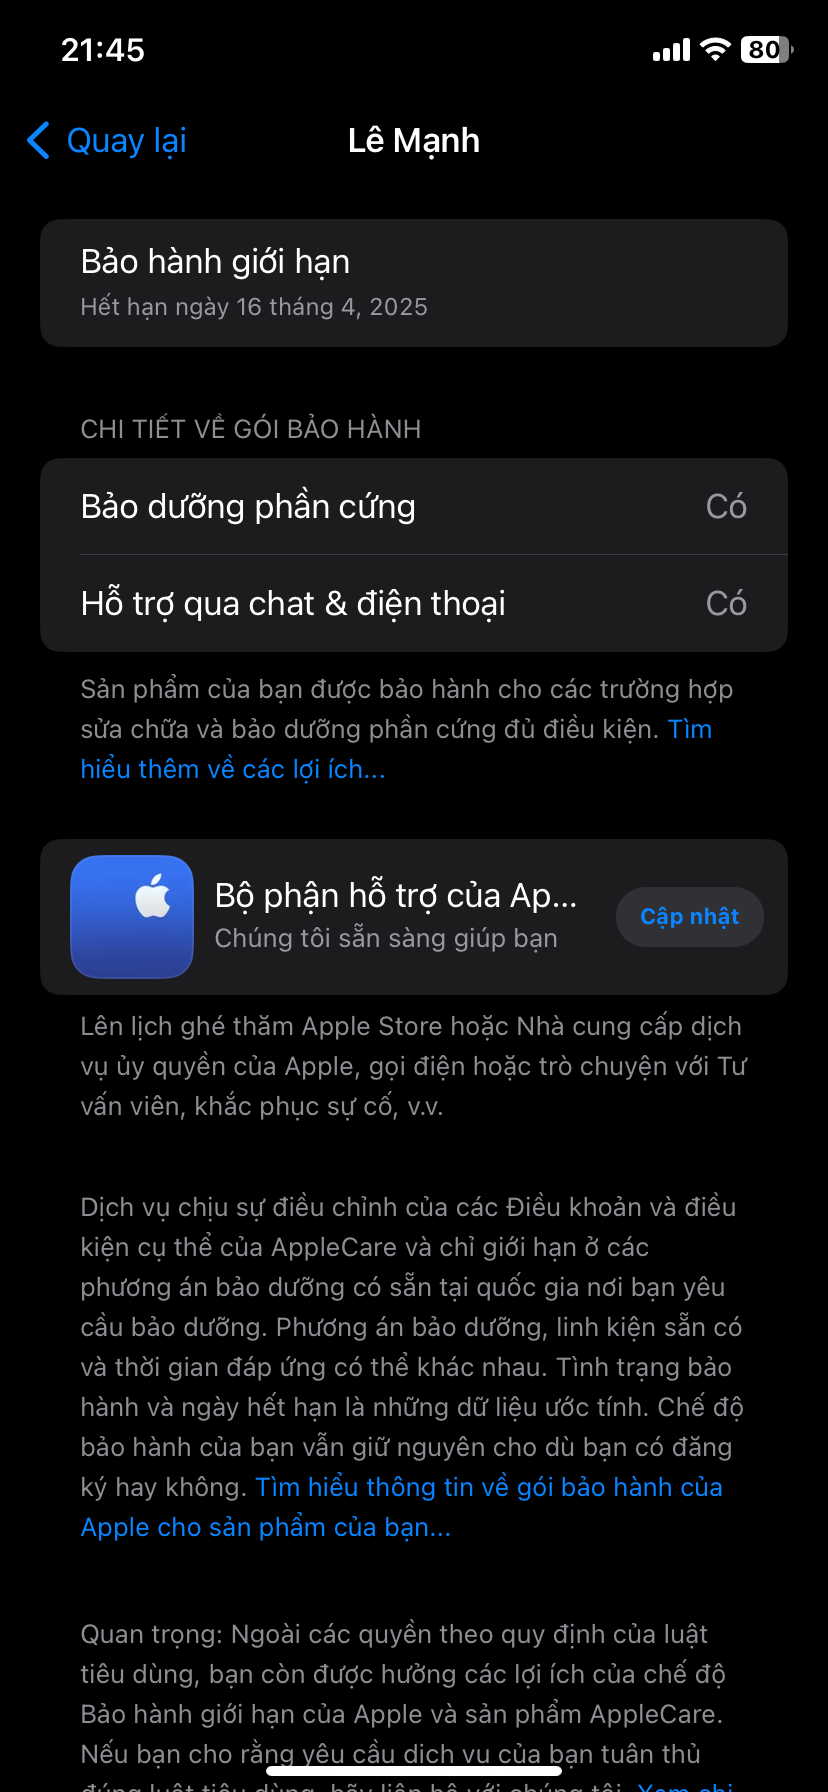 21:45
80
Quay lại
Lê Mạnh
Bảo hành giới hạn
Hết hạn ngày 16 tháng 4, 2025
CHI TIẾT VỀ GÓI BẢO HÀNH
Bảo dưỡng phần cứng Có
Hỗ trợ qua chat & điện thoại Có
Sản phẩm của bạn được bảo hành cho các trường hợp
sửa chữa và bảo dưỡng phần cứng đủ điều kiện. Tìm
hiểu thêm về các lợi ích...
Bộ phận hỗ trợ của Ap...
Chúng tôi sẵn sàng giúp bạn
Cập nhật
Lên lịch ghé thăm Apple Store hoặc Nhà cung cấp dịch
vụ ủy quyền của Apple, gọi điện hoặc trò chuyện với Tư
vấn viên, khắc phục sự cố, v.v.
Dịch vụ chịu sự điều chỉnh của các Điều khoản và điều
kiện cụ thể của AppleCare và chỉ giới hạn ở các
phương án bảo dưỡng có sẵn tại quốc gia nơi bạn yêu
cầu bảo dưỡng. Phương án bảo dưỡng, linh kiện sẵn có
và thời gian đáp ứng có thể khác nhau. Tình trạng bảo
hành và ngày hết hạn là những dữ liệu ước tính. Chế độ
bảo hành của bạn vẫn giữ nguyên cho dù bạn có đăng
ký hay không. Tìm hiểu thông tin về gói bảo hành của
Apple cho sản phẩm của bạn...
Quan trọng: Ngoài các quyền theo quy định của luật
tiêu dùng, bạn còn được hưởng các lợi ích của chế độ
Bảo hành giới hạn của Apple và sản phẩm AppleCare.
Nếu bạn cho rằng yêu cầu dịch vụ của bạn tuân thủ
đúng luật tiêu dùng, hãy liên hệ với chúng tôi. Xem chi